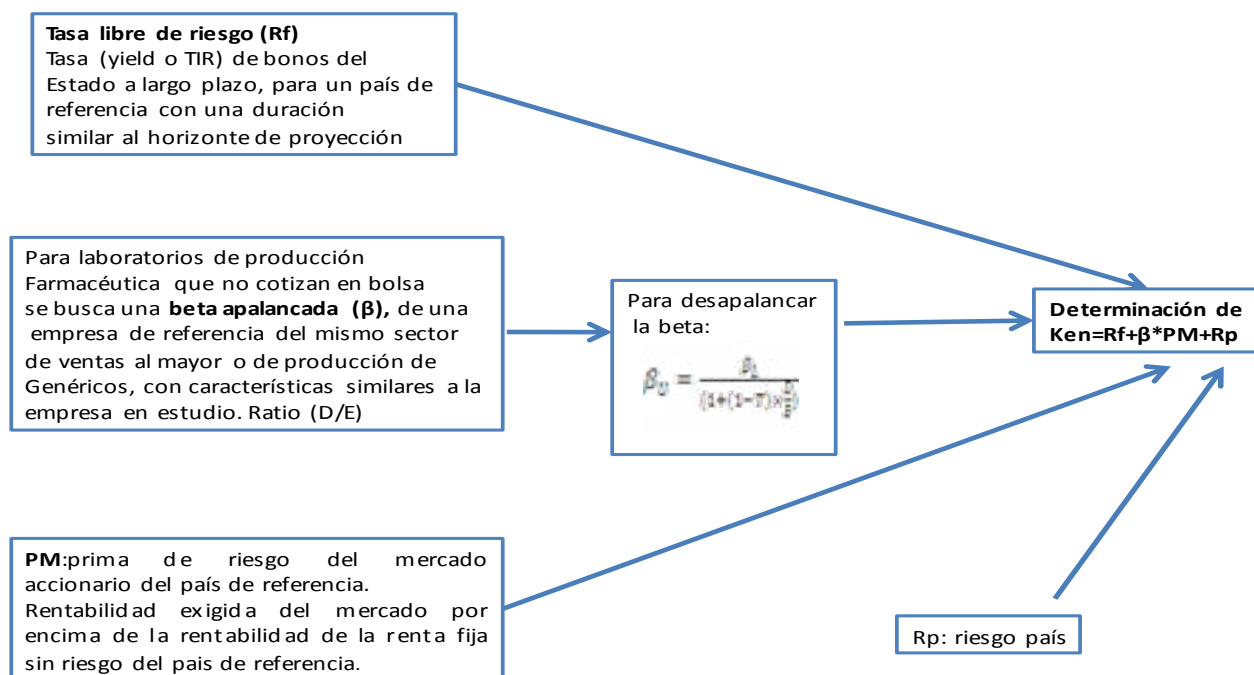 Tasa libre de riesgo (Rf)
Tasa (yield o TIR) de bonos del
Estado a largo plazo, para un país de
referencia con una duración
similar al horizonte de proyección
Para laboratorios de producción
Farmacéutica que no cotizan en bolsa
se busca una beta apalancada (β), de una
empresa de referencia del mismo sector
de ventas al mayor o de producción de
Genéricos, con características similares a la
empresa en estudio. Ratio (D/E)
Para desapalancar
la beta:
β_U = β_L / (1+(1−T)×D/E)
Determinación de
Ken=Rf+β*PM+Rp
PM:prima de riesgo del mercado
accionario del país de referencia.
Rentabilidad exigida del mercado por
encima de la rentabilidad de la renta fija
sin riesgo del pais de referencia.
Rp: riesgo país